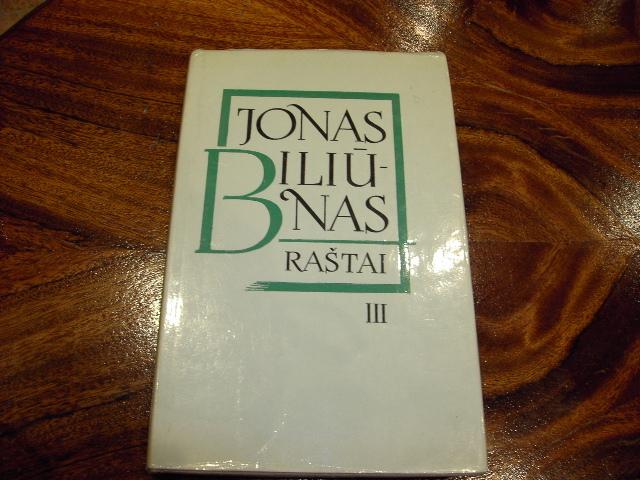 JONAS
BILIŪ-
NAS
RAŠTAI
III